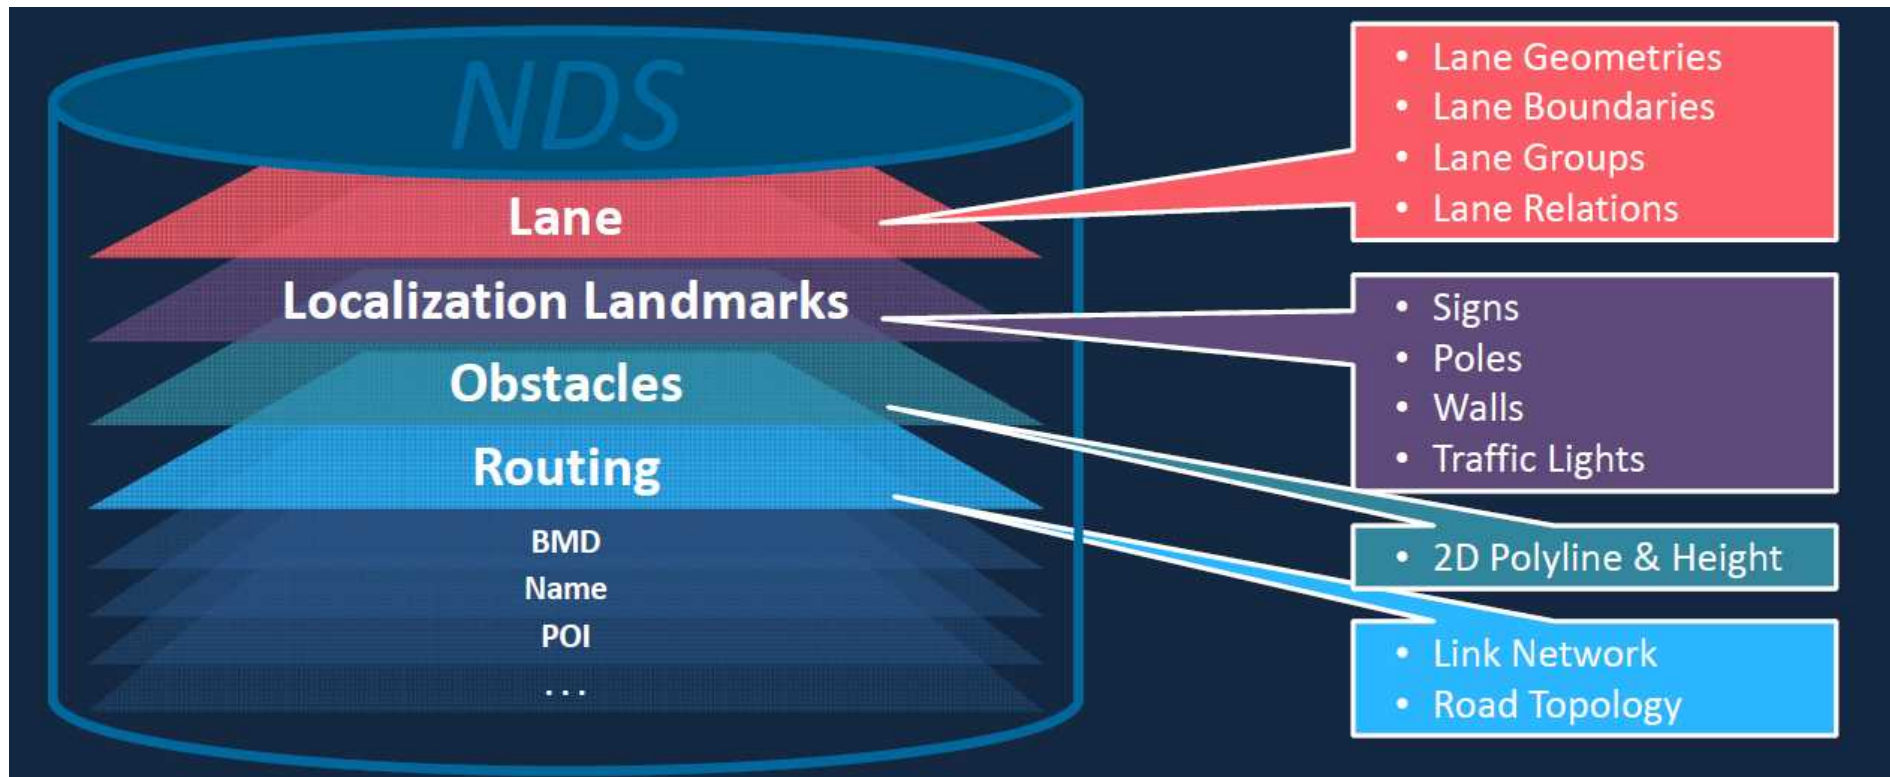 NDS
Lane
Localization Landmarks
Obstacles
Routing
BMD
Name
POI
...
• Lane Geometries
• Lane Boundaries
• Lane Groups
• Lane Relations
• Signs
• Poles
• Walls
• Traffic Lights
• 2D Polyline & Height
• Link Network
• Road Topology